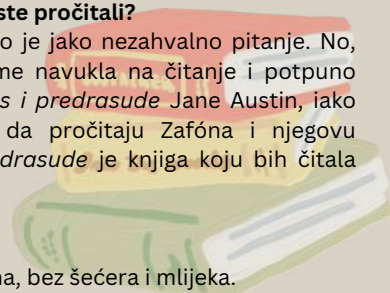 ste pročitali?
o je jako nezahvalno pitanje. No,
me navukla na čitanje i potpuno
s i predrasude Jane Austin, iako
da pročitaju Zafóna i njegovu
drasude je knjiga koju bih čitala
na, bez šećera i mlijeka.